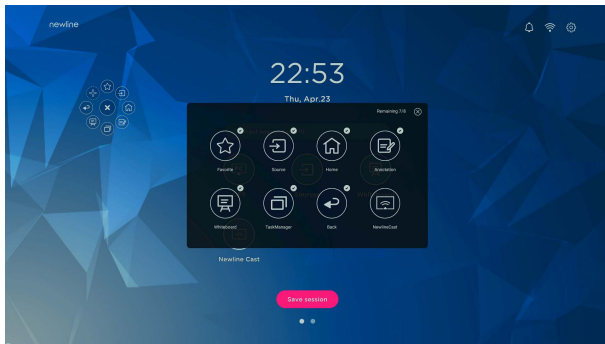 newline
22:53
Thu, Apr.23
Remaining 7/8
Favorite
Source
Home
Annotation
Whiteboard
TaskManager
Back
NewlineCast
Newline Cast
Save session